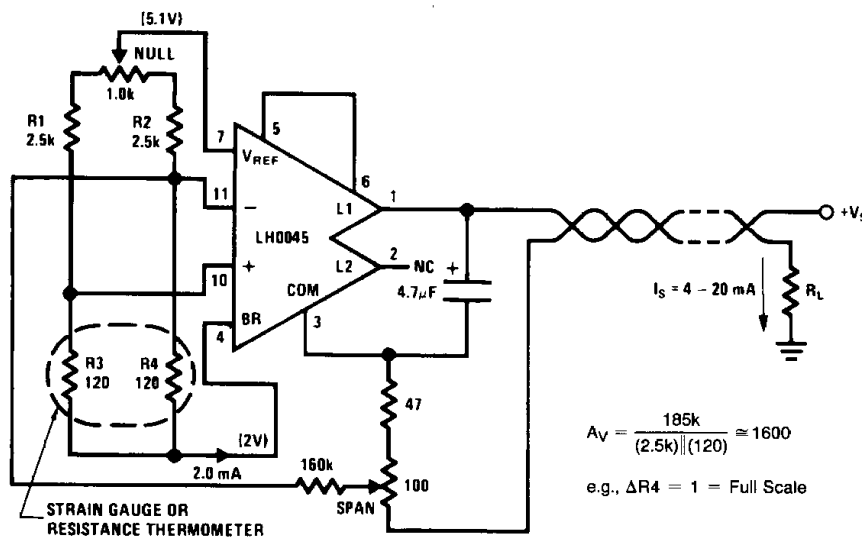 (5.1V)
NULL
1.0k
R1
2.5k
R2
2.5k
7
5
VREF
6
11
−
L1
1
LH0045
10
+
L2
2
NC
+
4.7µF
COM
3
BR
4
+V
IS = 4 – 20 mA
RL
R3
120
R4
120
47
(2V)
2.0 mA
160k
100
SPAN
STRAIN GAUGE OR
RESISTANCE THERMOMETER
AV = 185k / (2.5k)||(120) ≅ 1600
e.g., ΔR4 = 1 = Full Scale